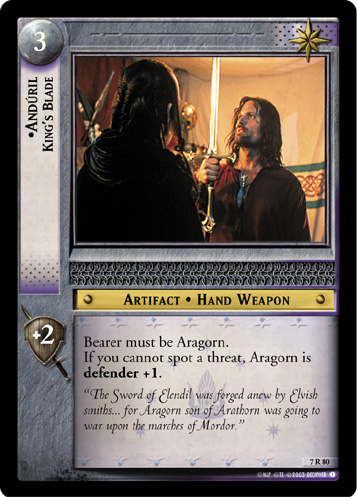 3
•ANDÚRIL
KING'S BLADE
ARTIFACT • HAND WEAPON
+2
Bearer must be Aragorn.
If you cannot spot a threat, Aragorn is
defender +1.
"The Sword of Elendil was forged anew by Elvish
smiths... for Aragorn son of Arathorn was going to
war upon the marches of Mordor."
7 R 80